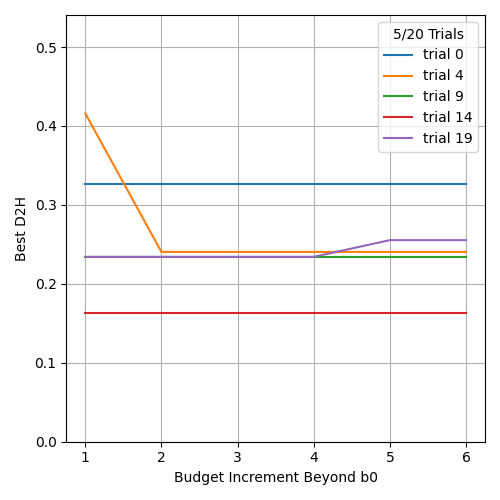 5/20 Trials
trial 0
trial 4
trial 9
trial 14
trial 19
Best D2H
0.5
0.4
0.3
0.2
0.1
0.0
1 2 3 4 5 6
Budget Increment Beyond b0